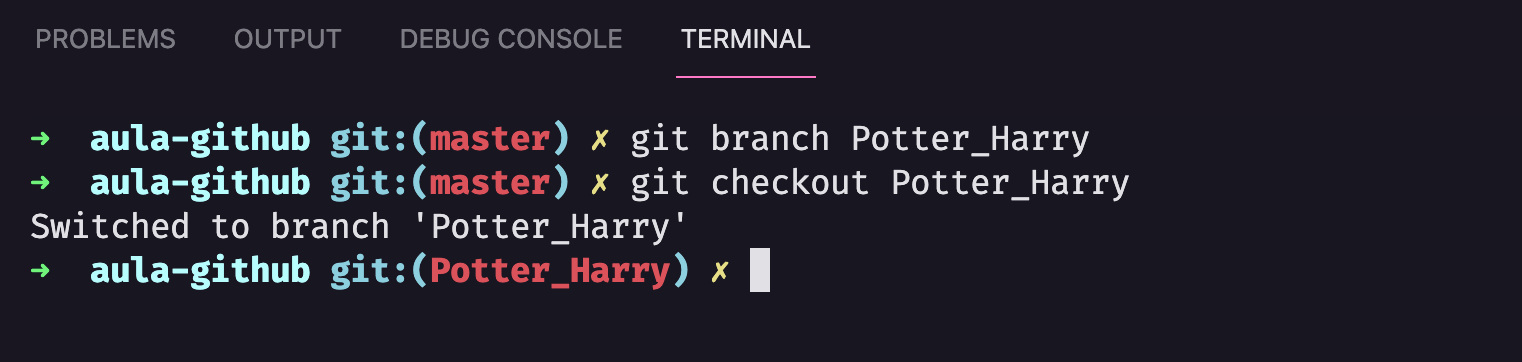 PROBLEMS OUTPUT DEBUG CONSOLE TERMINAL
➜ aula-github git:(master) ✗ git branch Potter_Harry
➜ aula-github git:(master) ✗ git checkout Potter_Harry
Switched to branch 'Potter_Harry'
➜ aula-github git:(Potter_Harry) ✗